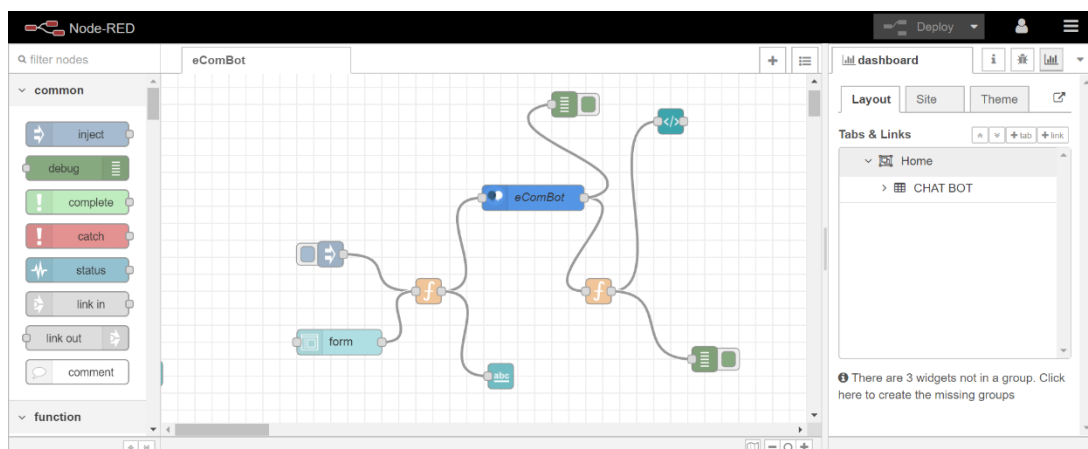 Node-RED
Deploy
filter nodes
eComBot
dashboard
i
common
Layout
Site
Theme
inject
</>
Tabs & Links
+ tab
+ link
debug
Home
complete
eComBot
CHAT BOT
catch
status
f
f
link in
form
link out
comment
abc
There are 3 widgets not in a group. Click
here to create the missing groups
function